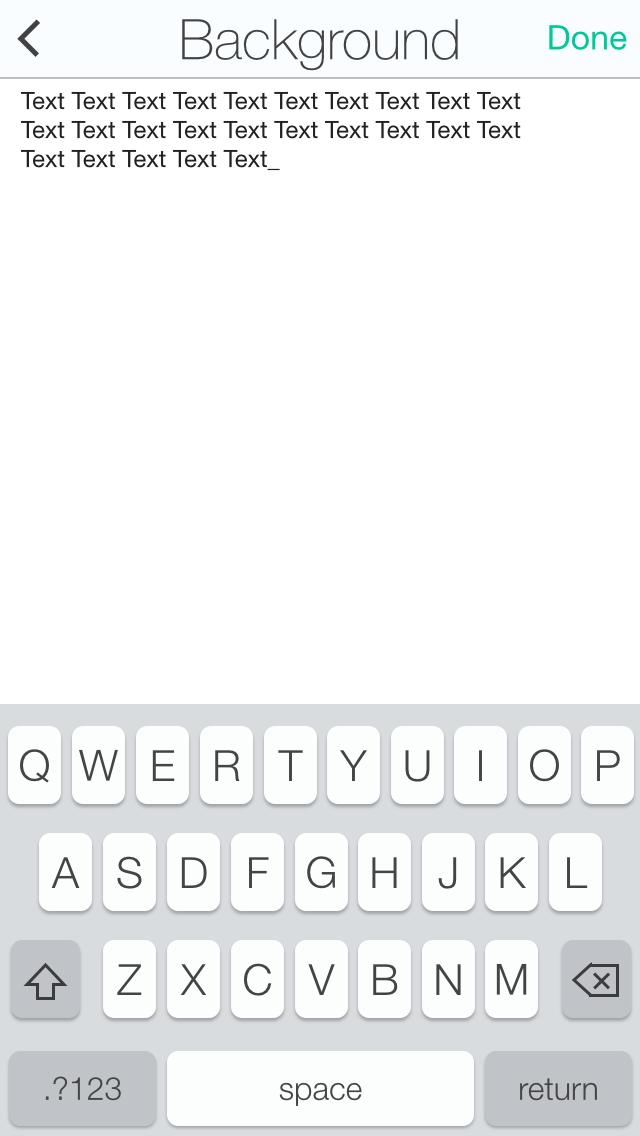 Background Done
Text Text Text Text Text Text Text Text Text Text
Text Text Text Text Text Text Text Text Text Text
Text Text Text Text Text_
Q W E R T Y U I O P
A S D F G H J K L
Z X C V B N M
.?123 space return